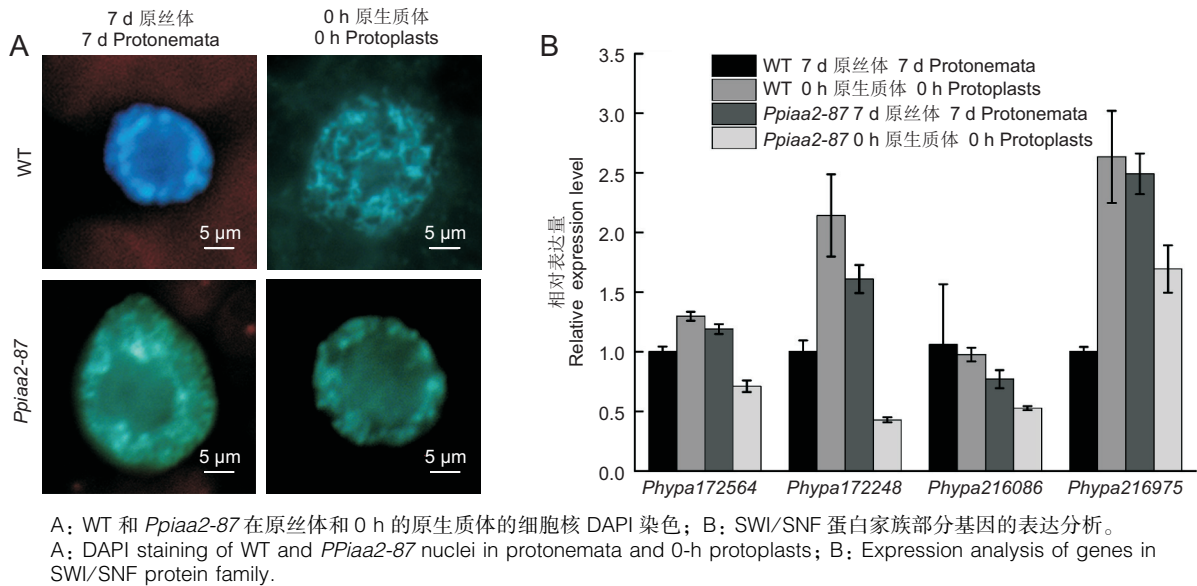 7 d 原丝体
7 d Protonemata
0 h 原生质体
0 h Protoplasts
A
WT
5 µm
5 µm
Ppiaa2-87
5 µm
5 µm
B
3.5
3.0
2.5
2.0
1.5
1.0
0.5
0.0
相对表达量
Relative expression level
WT 7 d 原丝体 7 d Protonemata
WT 0 h 原生质体 0 h Protoplasts
Ppiaa2-87 7 d 原丝体 7 d Protonemata
Ppiaa2-87 0 h 原生质体 0 h Protoplasts
Phypa172564 Phypa172248 Phypa216086 Phypa216975
A: WT 和 Ppiaa2-87 在原丝体和 0 h 的原生质体的细胞核 DAPI 染色; B: SWI/SNF 蛋白家族部分基因的表达分析。
A: DAPI staining of WT and PPiaa2-87 nuclei in protonemata and 0-h protoplasts; B: Expression analysis of genes in
SWI/SNF protein family.